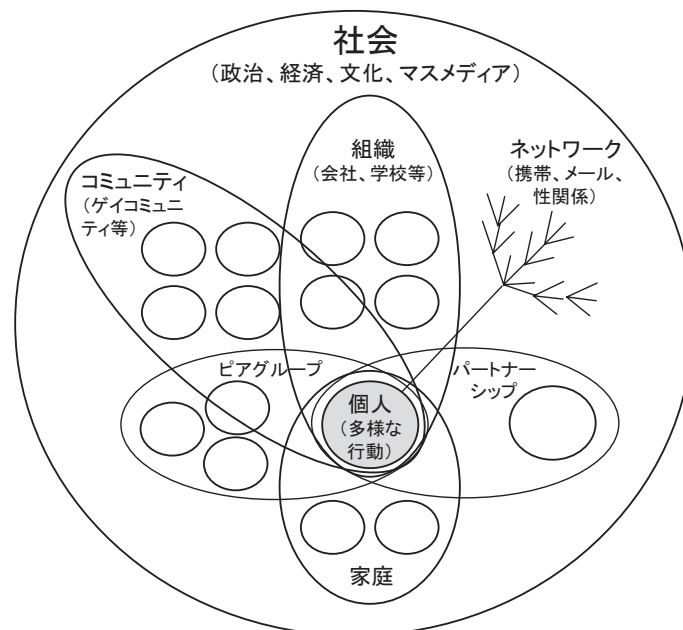 社会
(政治、経済、文化、マスメディア)
組織
(会社、学校等)
ネットワーク
(携帯、メール、
性関係)
コミュニティ
(ゲイコミュニ
ティ等)
ピアグループ
パートナー
シップ
個人
(多様な
行動)
家庭